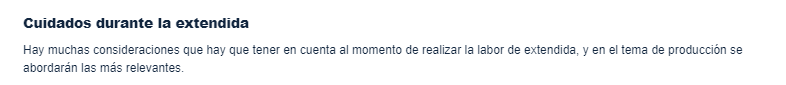 Cuidados durante la extendida
Hay muchas consideraciones que hay que tener en cuenta al momento de realizar la labor de extendida, y en el tema de producción se
abordarán las más relevantes.